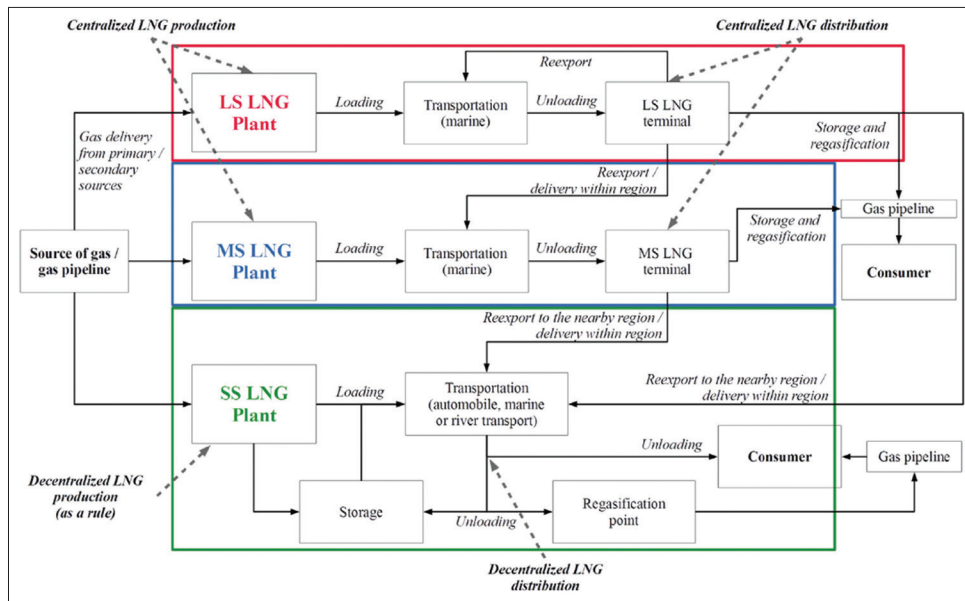 Centralized LNG production
Centralized LNG distribution
Reexport
LS LNG
Plant
Loading
Transportation
(marine)
Unloading
LS LNG
terminal
Gas delivery
from primary /
secondary
sources
Storage and
regasification
Reexport /
delivery within region
Source of gas /
gas pipeline
MS LNG
Plant
Loading
Transportation
(marine)
Unloading
MS LNG
terminal
Storage and
regasification
Gas pipeline
Consumer
Reexport to the nearby region /
delivery within region
SS LNG
Plant
Loading
Transportation
(automobile, marine
or river transport)
Reexport to the nearby region /
delivery within region
Unloading
Consumer
Gas pipeline
Decentralized LNG
production
(as a rule)
Storage
Unloading
Regasification
point
Decentralized LNG
distribution